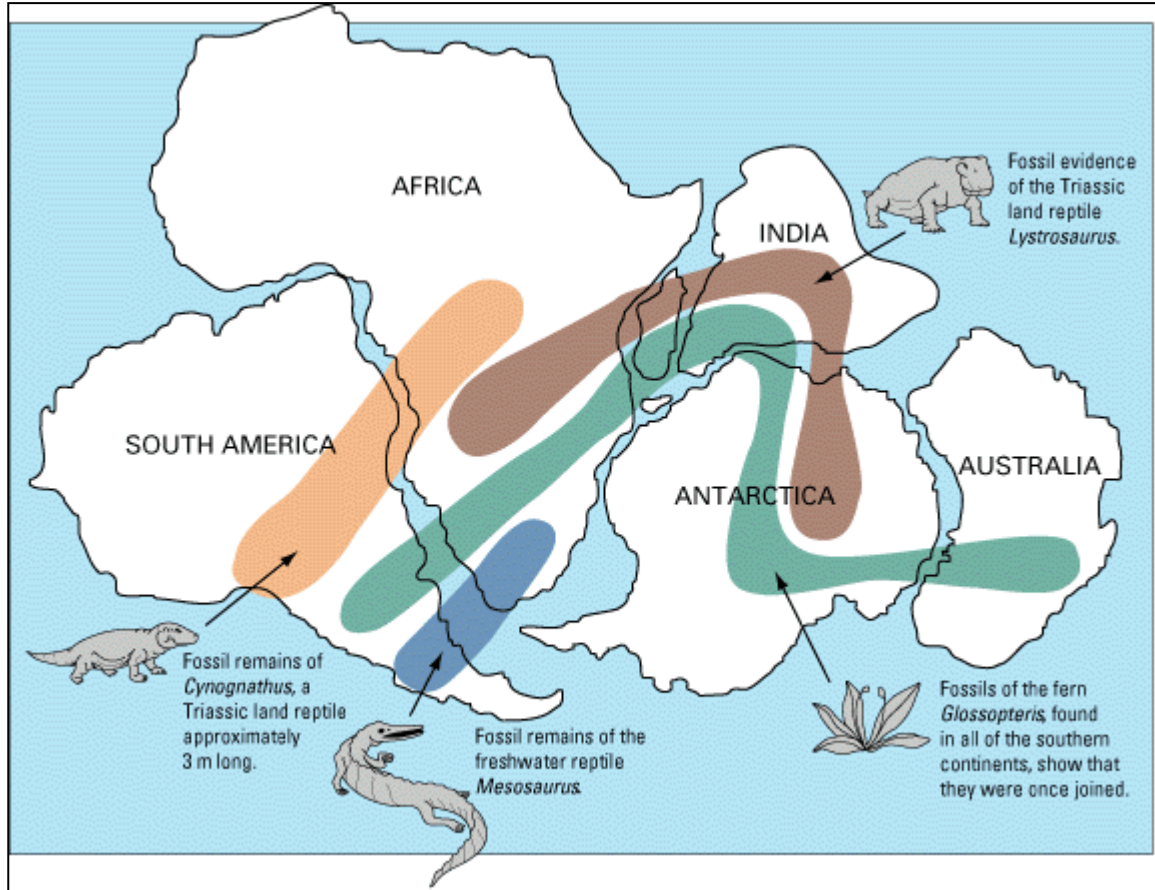 AFRICA
INDIA
Fossil evidence
of the Triassic
land reptile
Lystrosaurus.
SOUTH AMERICA
ANTARCTICA
AUSTRALIA
Fossil remains of
Cynognathus, a
Triassic land reptile
approximately
3 m long.
Fossil remains of the
freshwater reptile
Mesosaurus.
Fossils of the fern
Glossopteris, found
in all of the southern
continents, show that
they were once joined.